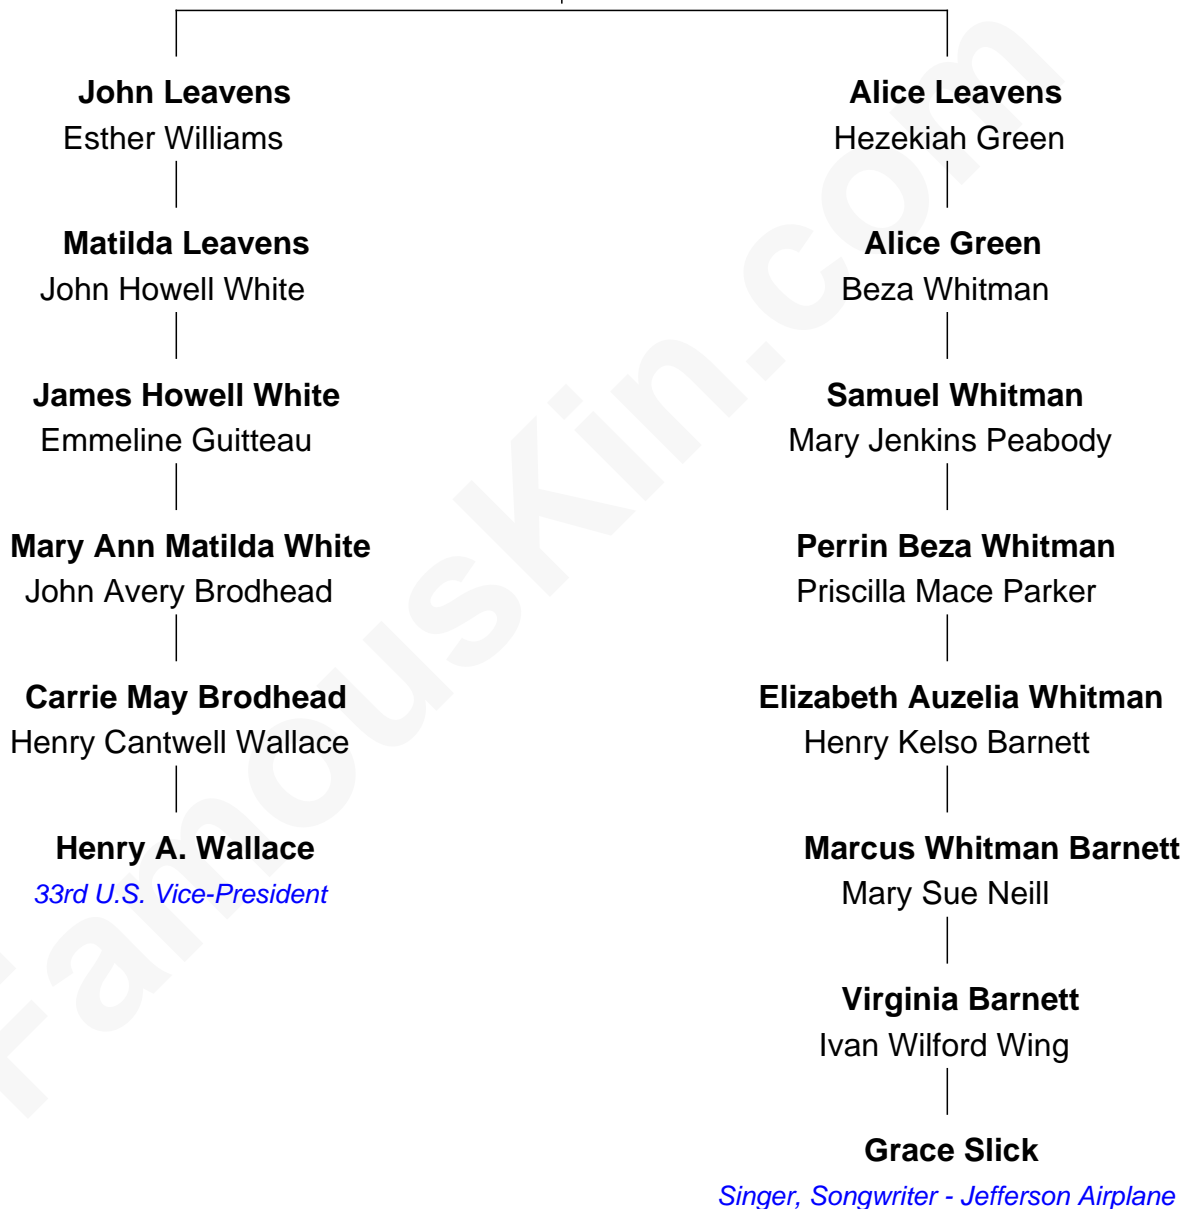 John Leavens
Esther Williams
Matilda Leavens
John Howell White
James Howell White
Emmeline Guitteau
Mary Ann Matilda White
John Avery Brodhead
Carrie May Brodhead
Henry Cantwell Wallace
Henry A. Wallace
33rd U.S. Vice-President
Alice Leavens
Hezekiah Green
Alice Green
Beza Whitman
Samuel Whitman
Mary Jenkins Peabody
Perrin Beza Whitman
Priscilla Mace Parker
Elizabeth Auzelia Whitman
Henry Kelso Barnett
Marcus Whitman Barnett
Mary Sue Neill
Virginia Barnett
Ivan Wilford Wing
Grace Slick
Singer, Songwriter - Jefferson Airplane
FamousKin.com